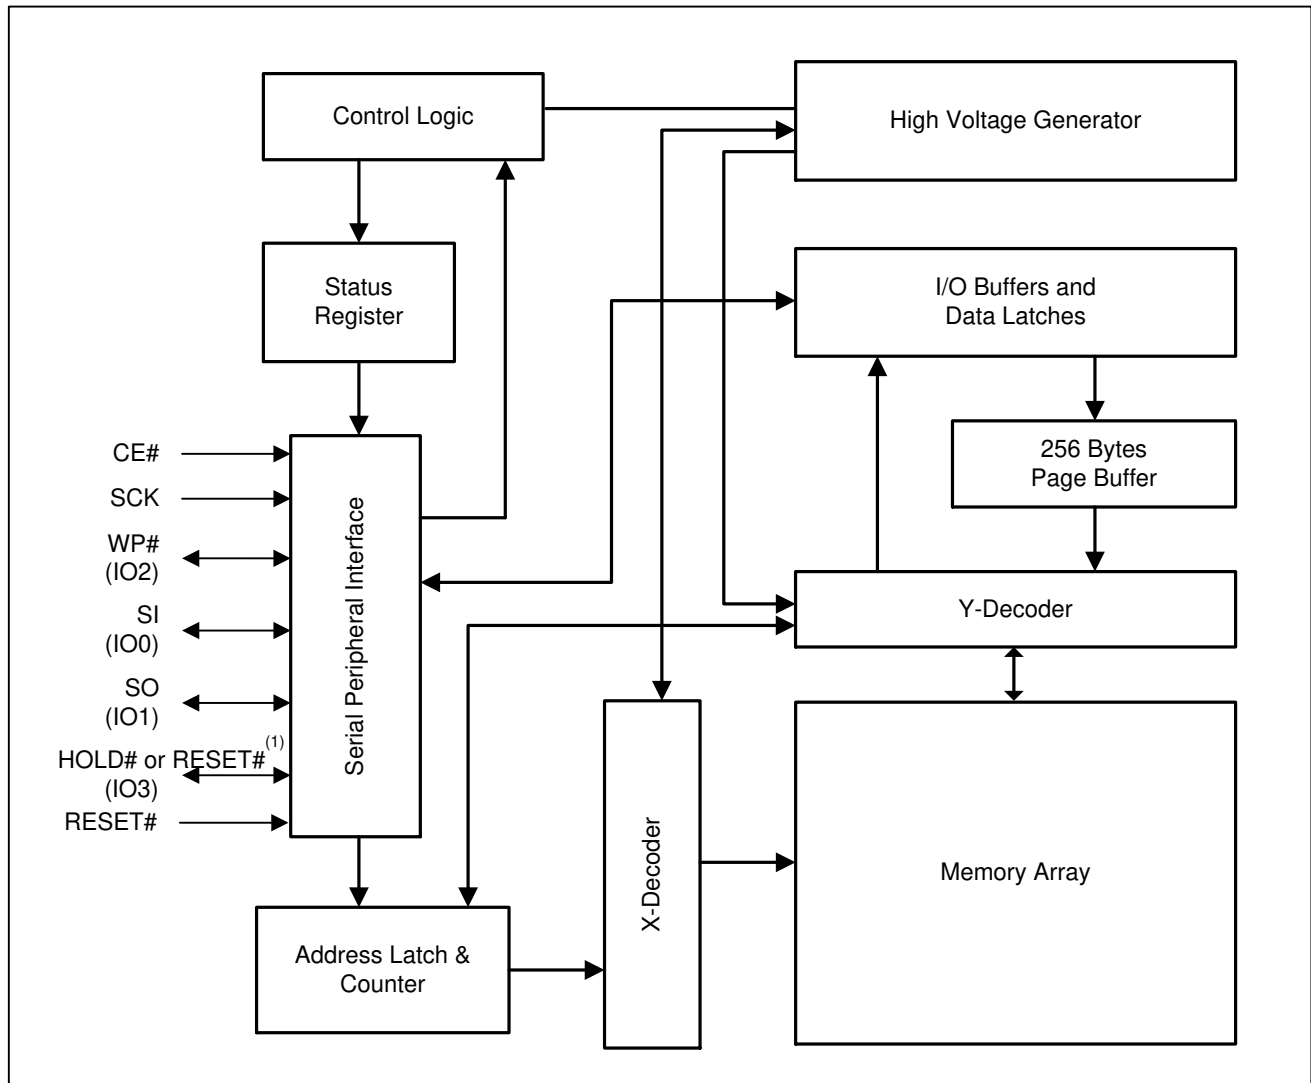 Control Logic
High Voltage Generator
Status
Register
I/O Buffers and
Data Latches
256 Bytes
Page Buffer
Y-Decoder
CE#
SCK
WP#
(IO2)
SI
(IO0)
SO
(IO1)
HOLD# or RESET#(1)
(IO3)
RESET#
Serial Peripheral Interface
X-Decoder
Memory Array
Address Latch &
Counter